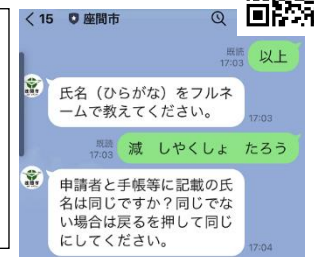 15 座間市
既読
17:03
以上
氏名（ひらがな）をフルネ
ームで教えてください。
17:03
既読
17:03
減 しやくしょ たろう
申請者と手帳等に記載の氏
名は同じですか？同じでな
い場合は戻るを押して同じ
にしてください。
17:04